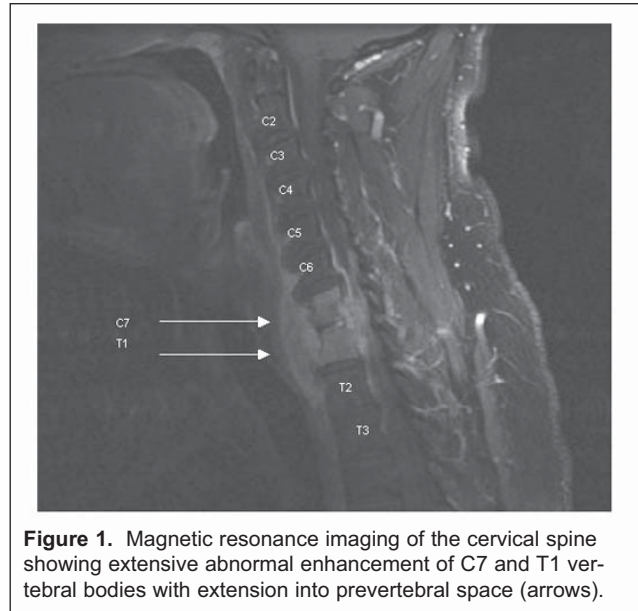 C2
C3
C4
C5
C6
C7
T1
T2
T3
Figure 1. Magnetic resonance imaging of the cervical spine
showing extensive abnormal enhancement of C7 and T1 ver-
tebral bodies with extension into prevertebral space (arrows).